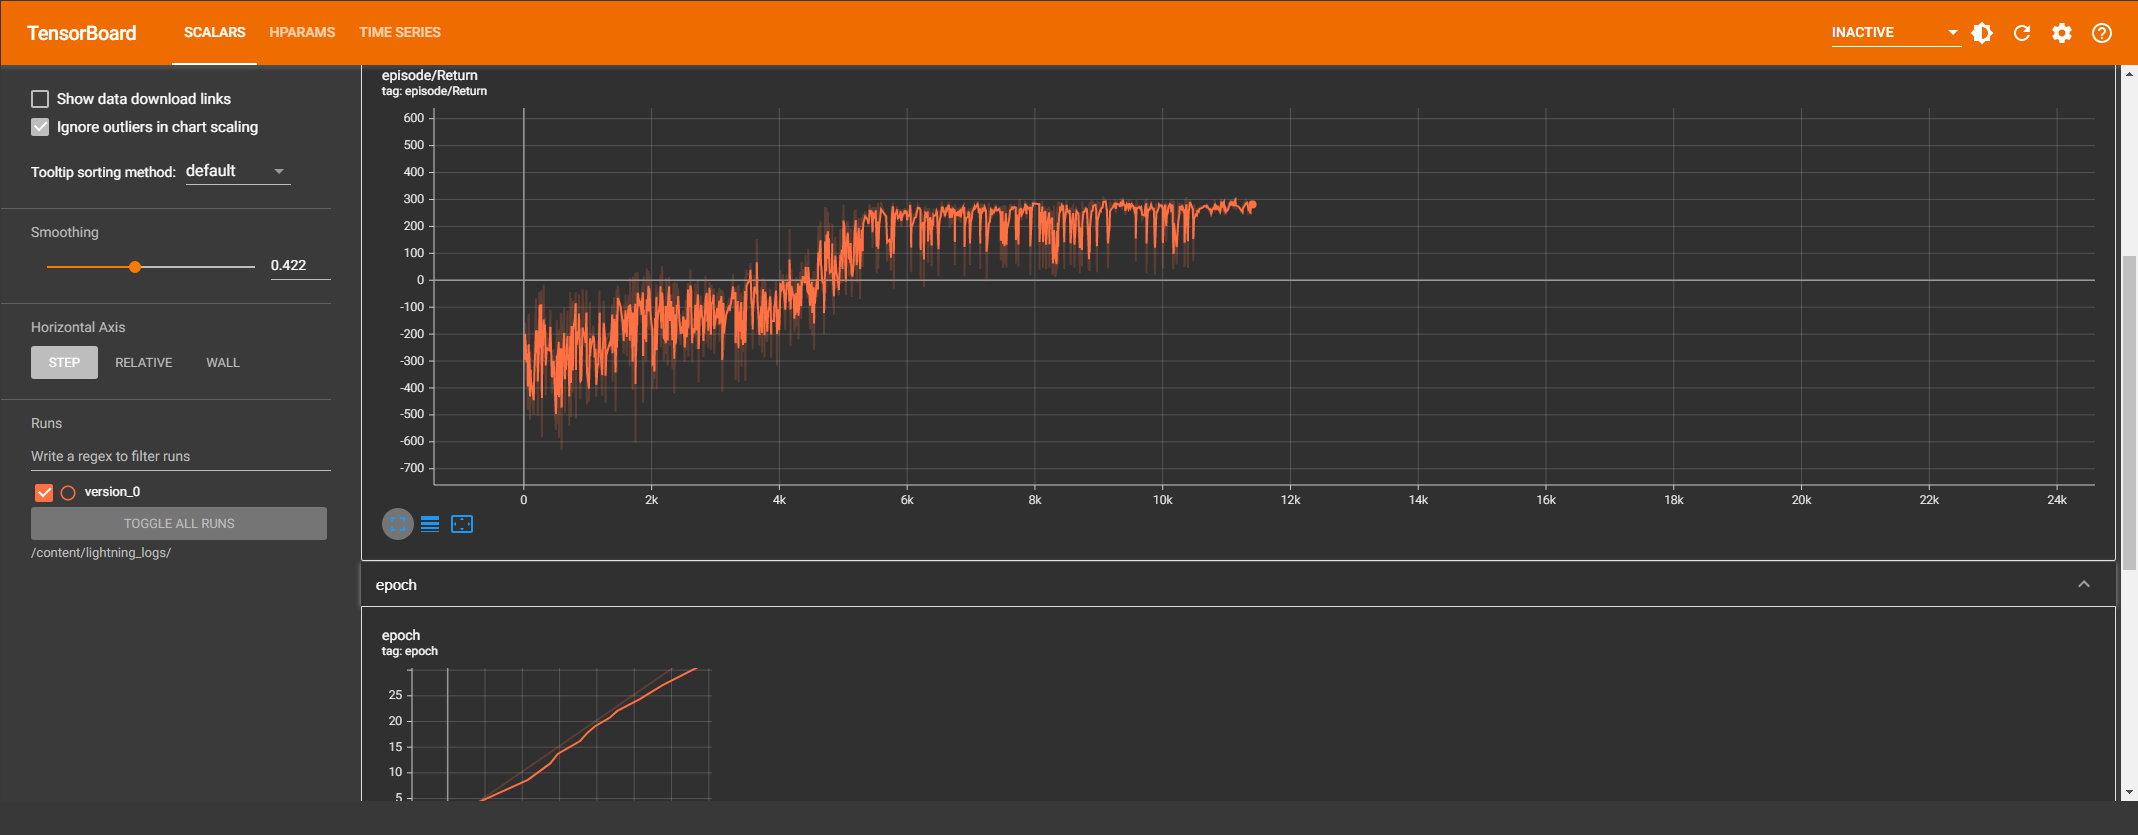 TensorBoard SCALARS HPARAMS TIME SERIES INACTIVE
Show data download links
Ignore outliers in chart scaling
Tooltip sorting method: default
Smoothing
0.422
Horizontal Axis
STEP RELATIVE WALL
Runs
Write a regex to filter runs
version_0
TOGGLE ALL RUNS
/content/lightning_logs/
episode/Return
tag: episode/Return
600
500
400
300
200
100
0
-100
-200
-300
-400
-500
-600
-700
0 2k 4k 6k 8k 10k 12k 14k 16k 18k 20k 22k 24k
epoch
epoch
tag: epoch
25
20
15
10
5